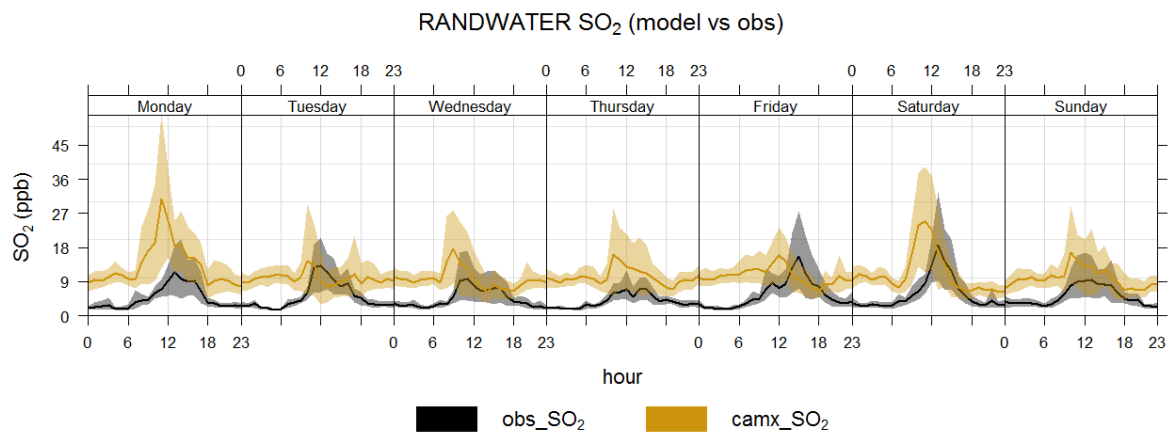 RANDWATER SO₂ (model vs obs)
0 6 12 18 23 0 6 12 18 23 0 6 12 18 23
Monday Tuesday Wednesday Thursday Friday Saturday Sunday
45
36
27
18
9
0
SO₂ (ppb)
0 6 12 18 23 0 6 12 18 23 0 6 12 18 23 0 6 12 18 23
hour
obs_SO₂ camx_SO₂